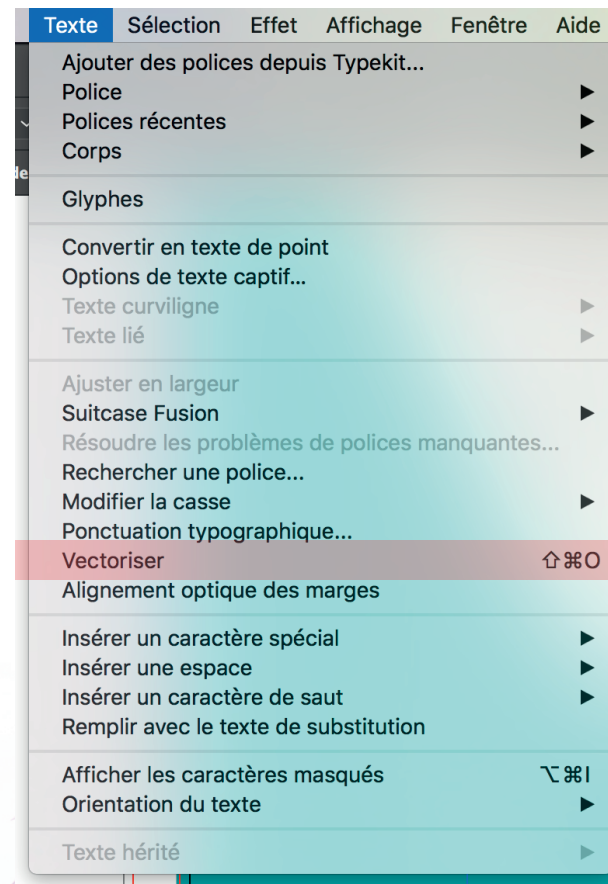 Texte Sélection Effet Affichage Fenêtre Aide
Ajouter des polices depuis Typekit...
Police ▶
Polices récentes ▶
Corps ▶
de
Glyphes
Convertir en texte de point
Options de texte captif...
Texte curviligne ▶
Texte lié ▶
Ajuster en largeur
Suitcase Fusion ▶
Résoudre les problèmes de polices manquantes...
Rechercher une police...
Modifier la casse ▶
Ponctuation typographique...
Vectoriser ⇧⌘O
Alignement optique des marges
Insérer un caractère spécial ▶
Insérer une espace ▶
Insérer un caractère de saut ▶
Remplir avec le texte de substitution
Afficher les caractères masqués ⌥⌘I
Orientation du texte ▶
Texte hérité ▶